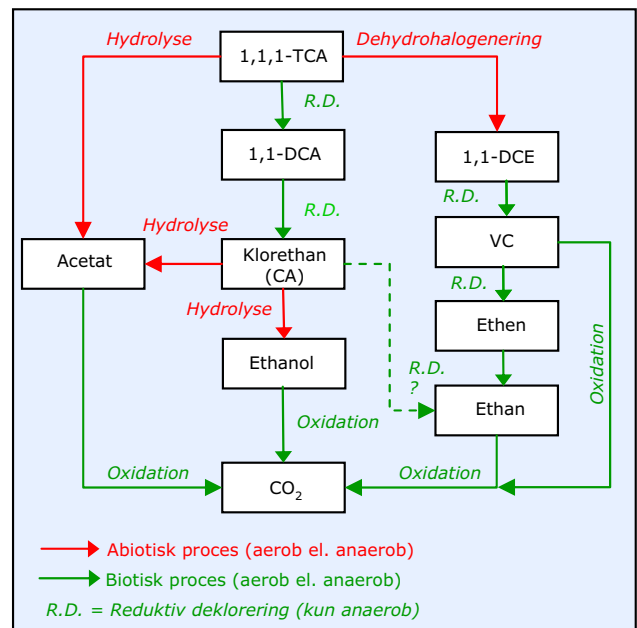 Hydrolyse
1,1,1-TCA
Dehydrohalogenering
R.D.
1,1-DCA
1,1-DCE
R.D.
R.D.
Hydrolyse
Acetat
Klorethan
(CA)
VC
R.D.
Hydrolyse
Ethen
Ethanol
Oxidation
R.D.
?
Ethan
Oxidation
Oxidation
CO₂
Oxidation
Abiotisk proces (aerob el. anaerob)
Biotisk proces (aerob el. anaerob)
R.D. = Reduktiv deklorering (kun anaerob)